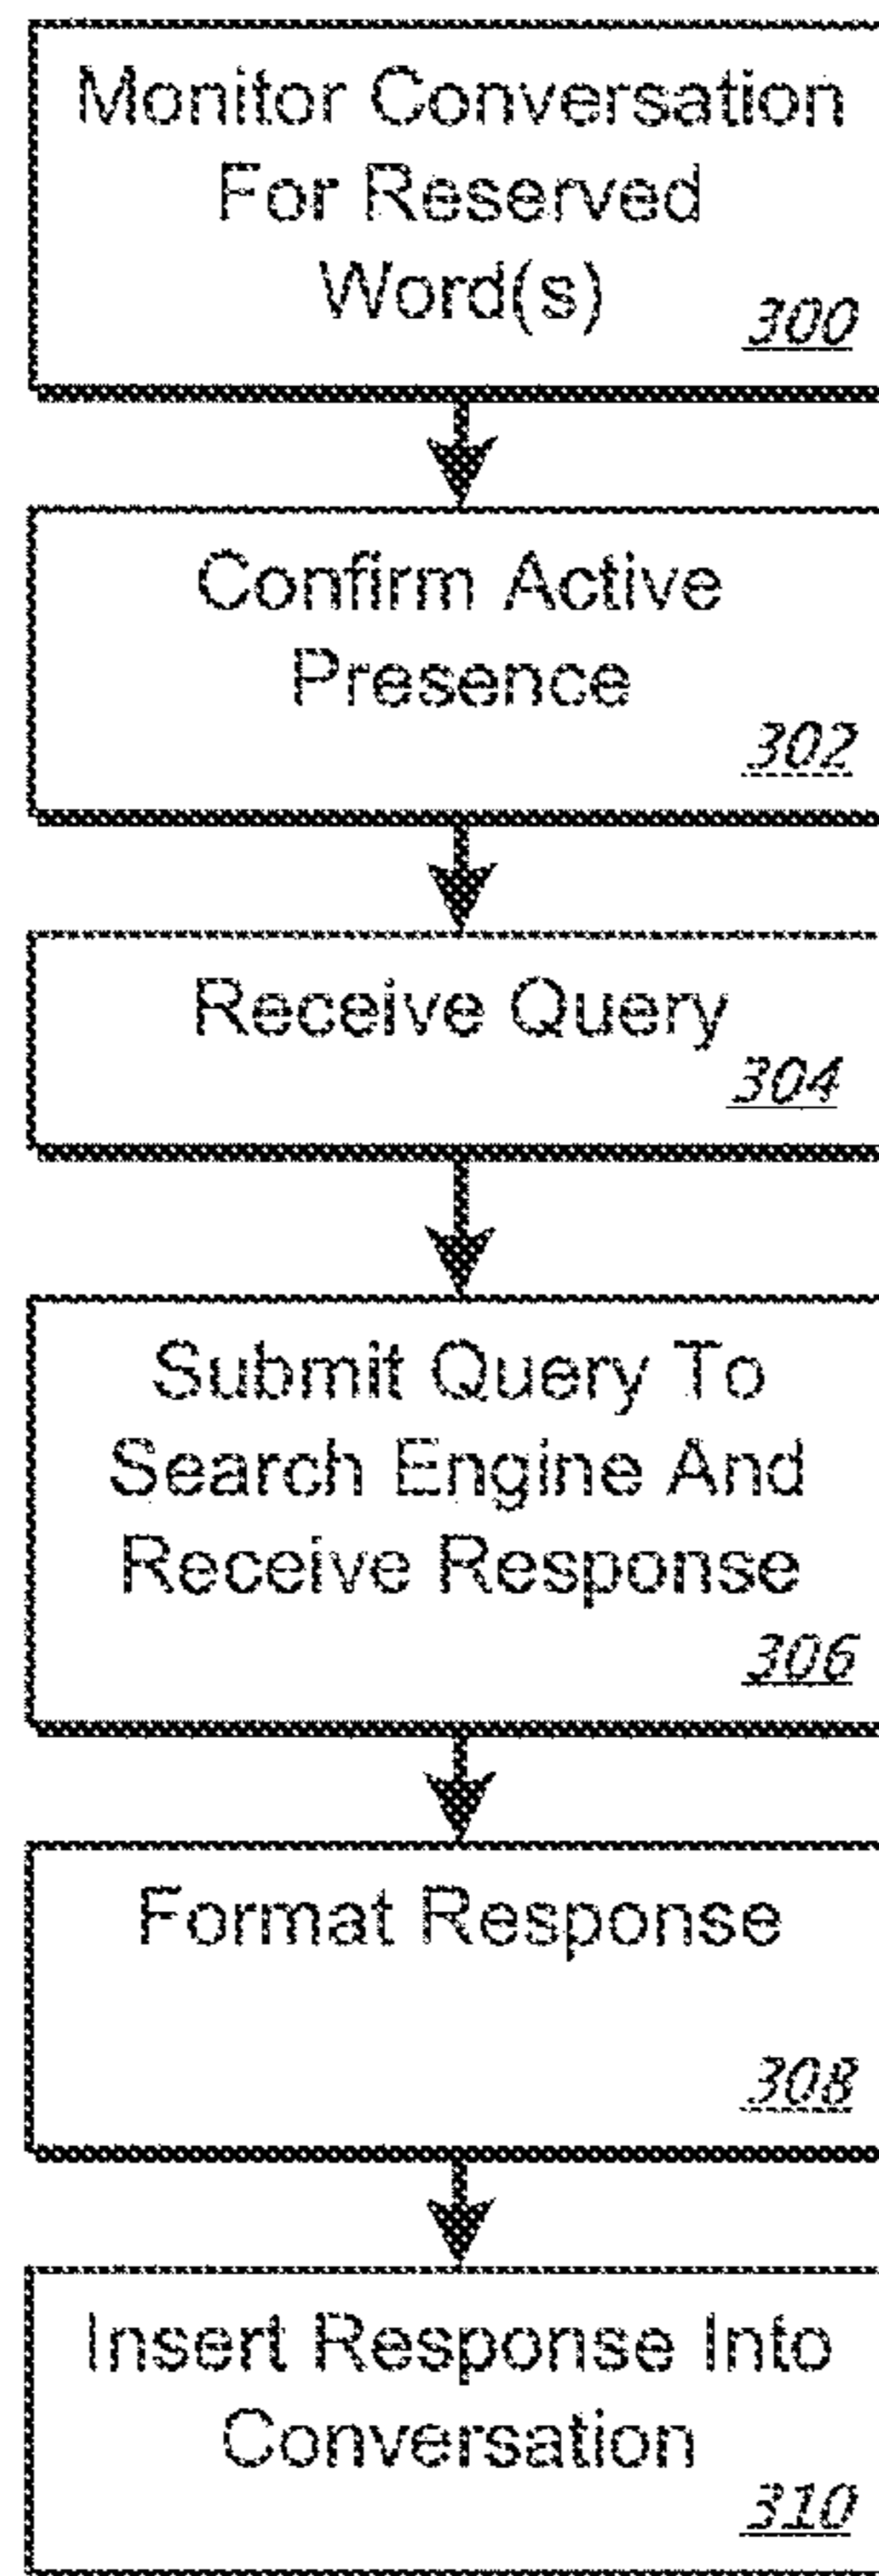 Monitor Conversation
For Reserved
Word(s)
300
Confirm Active
Presence
302
Receive Query
304
Submit Query To
Search Engine And
Receive Response
306
Format Response
308
Insert Response Into
Conversation
310